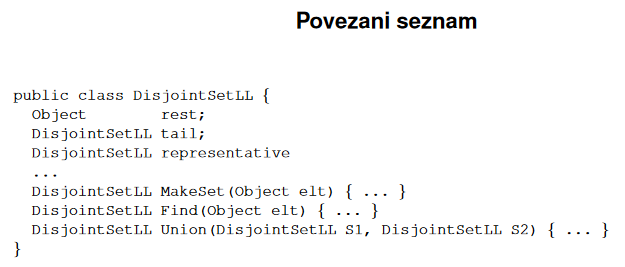 Povezani seznam
public class DisjointSetLL {
  Object        rest;
  DisjointSetLL tail;
  DisjointSetLL representative
  ...
  DisjointSetLL MakeSet(Object elt) { ... }
  DisjointSetLL Find(Object elt) { ... }
  DisjointSetLL Union(DisjointSetLL S1, DisjointSetLL S2) { ... }
}